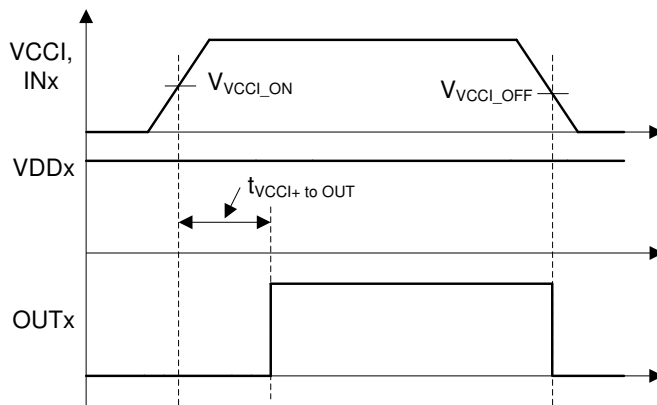 VCCI,
INx
VVCCI_ON
VVCCI_OFF
VDDx
tVCCI+ to OUT
OUTx